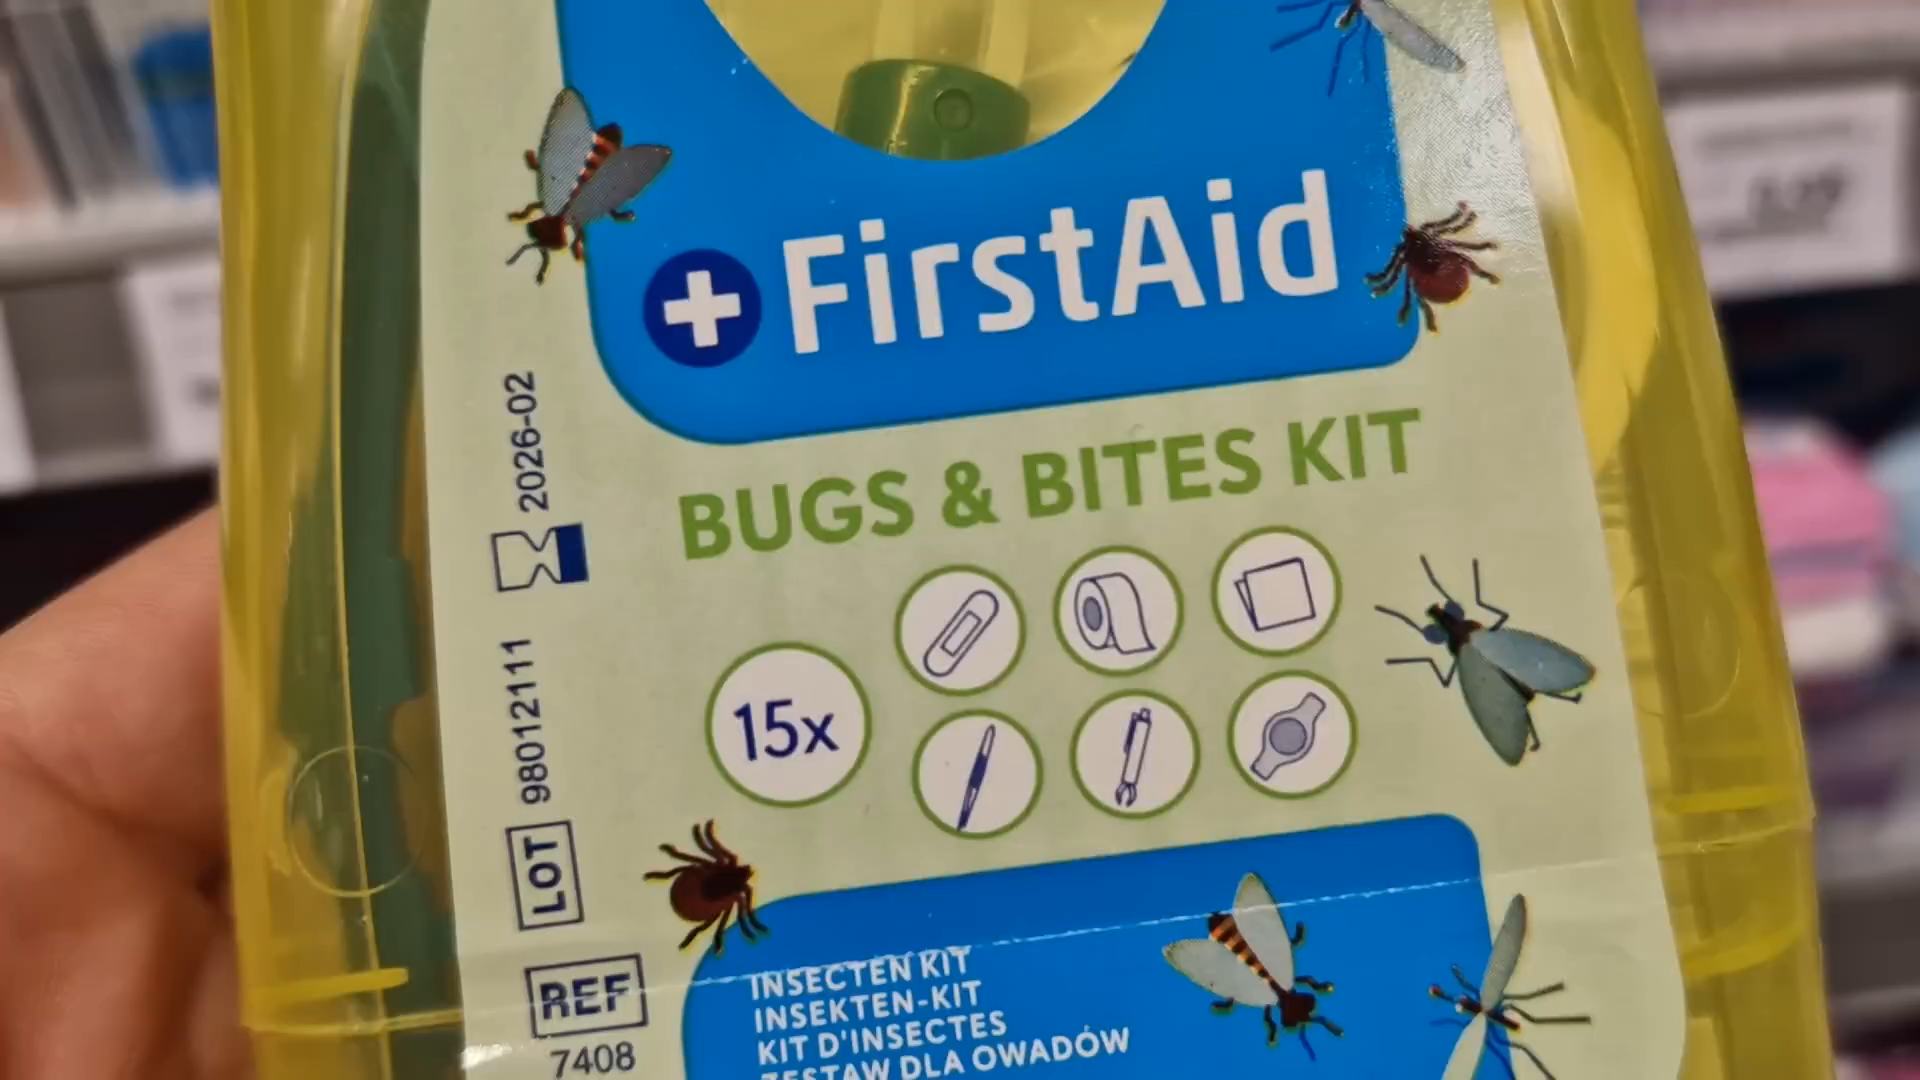 FirstAid
BUGS & BITES KIT
15x
2026-02
LOT 98012111
REF
7408
INSECTEN KIT
INSEKTEN-KIT
KIT D'INSECTES
ZESTAW DLA OWADÓW